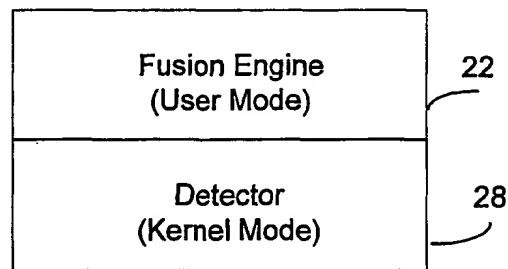 Fusion Engine
(User Mode)
22
Detector
(Kernel Mode)
28